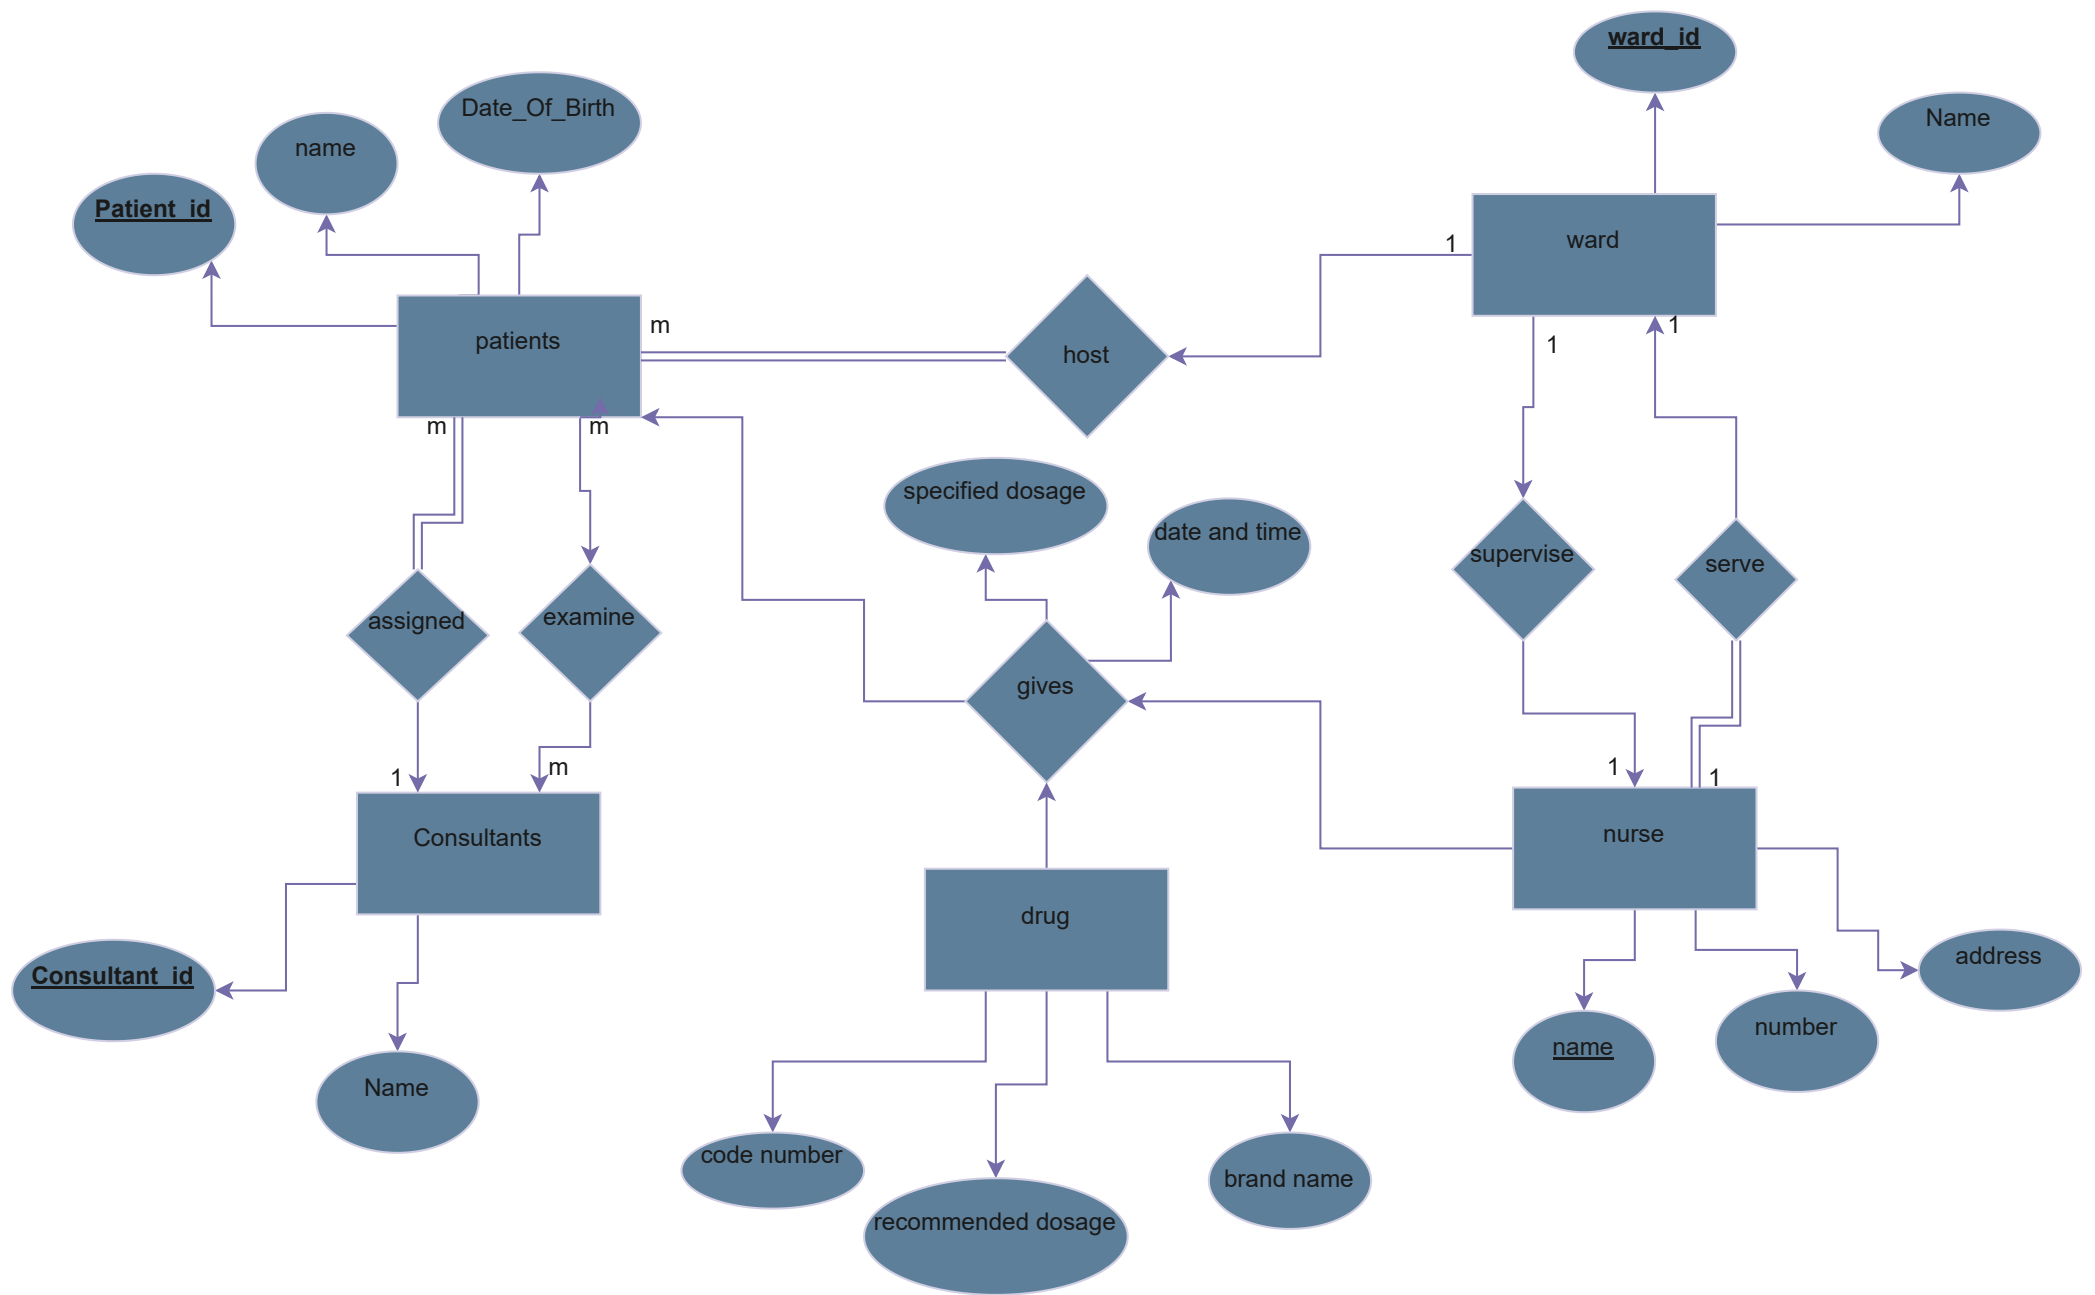 ward_id
Date_Of_Birth
Name
name
Patient_id
ward
1
m
patients
host
1
1
m
m
specified dosage
date and time
supervise
serve
assigned
examine
gives
1
m
1
1
Consultants
nurse
drug
Consultant_id
address
number
name
Name
code number
brand name
recommended dosage